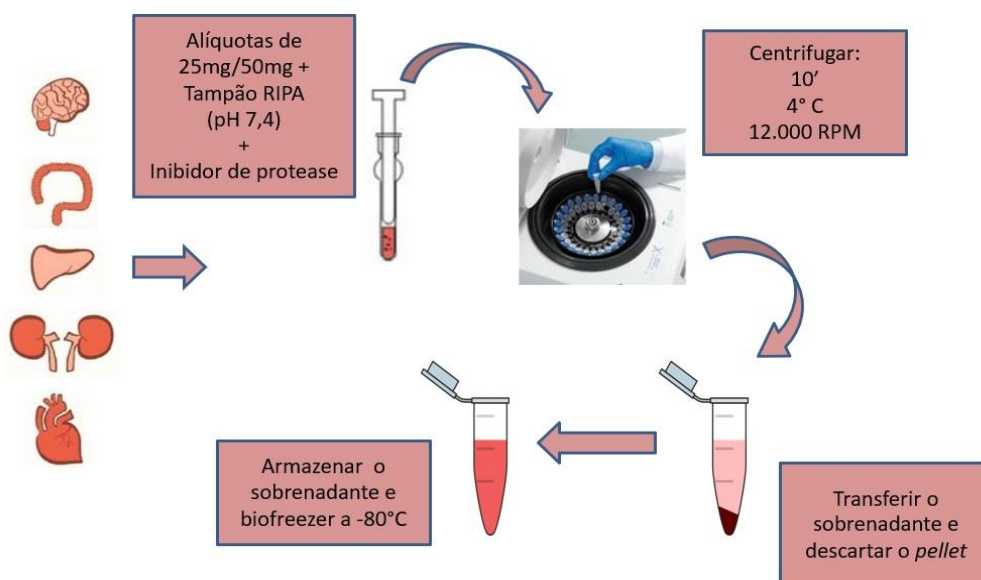 Alíquotas de
25mg/50mg +
Tampão RIPA
(pH 7,4)
+
Inibidor de protease
Centrifugar:
10’
4° C
12.000 RPM
Transferir o
sobrenadante e
descartar o pellet
Armazenar o
sobrenadante e
biofreezer a -80°C